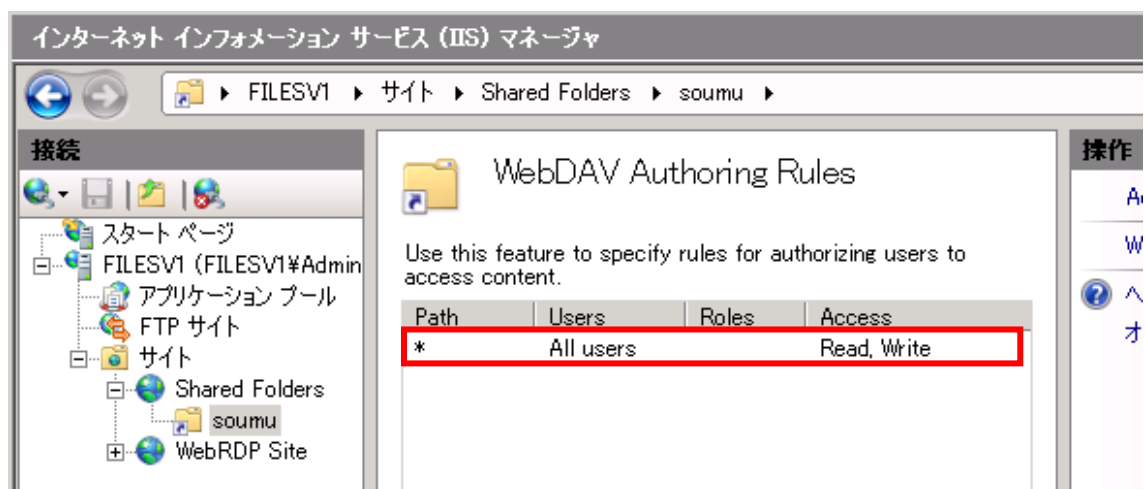 インターネット インフォメーション サービス (IIS) マネージャ
FILESV1 サイト Shared Folders soumu
接続
スタート ページ
FILESV1 (FILESV1¥Admin
アプリケーション プール
FTP サイト
サイト
Shared Folders
soumu
WebRDP Site
WebDAV Authoring Rules
Use this feature to specify rules for authorizing users to
access content.
Path Users Roles Access
* All users Read, Write
操作
W
ヘ
オ